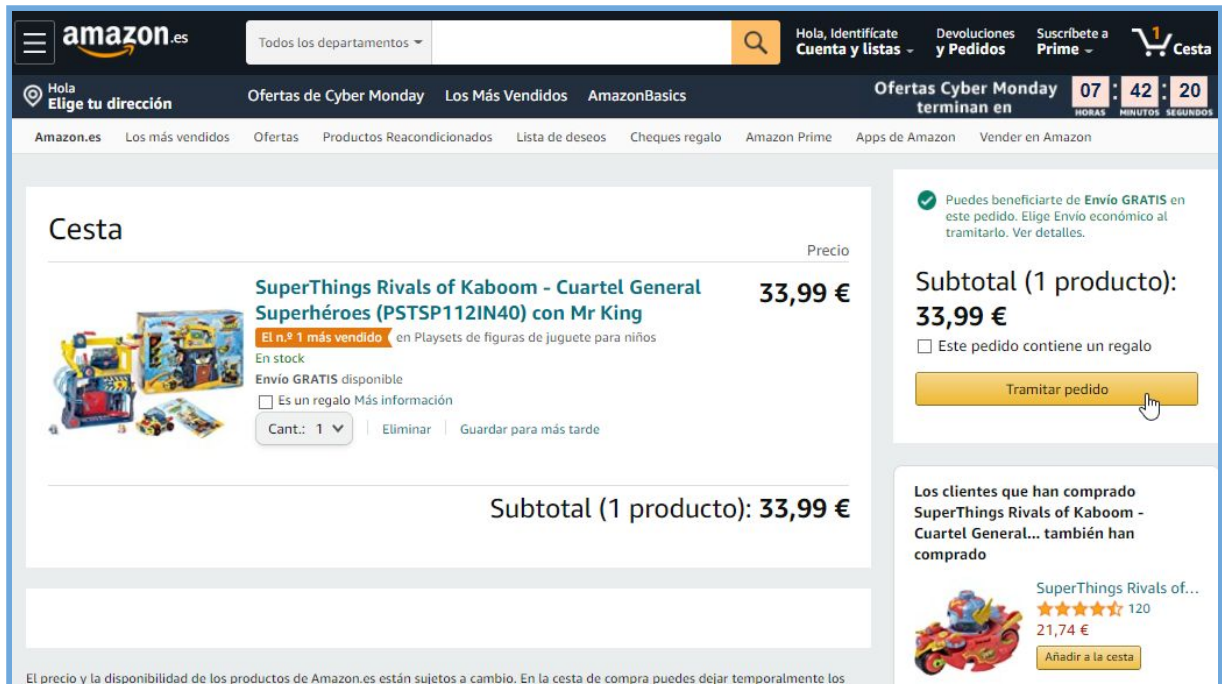 amazon.es
Todos los departamentos
Hola, Identifícate
Cuenta y listas
Devoluciones
y Pedidos
Suscríbete a
Prime
1
Cesta
Hola
Elige tu dirección
Ofertas de Cyber Monday
Los Más Vendidos
AmazonBasics
Ofertas Cyber Monday
terminan en
07 : 42 : 20
HORAS MINUTOS SEGUNDOS
Amazon.es
Los más vendidos
Ofertas
Productos Reacondicionados
Lista de deseos
Cheques regalo
Amazon Prime
Apps de Amazon
Vender en Amazon
Cesta
Precio
SuperThings Rivals of Kaboom - Cuartel General
Superhéroes (PSTSP112IN40) con Mr King
33,99 €
El n.º 1 más vendido en Playsets de figuras de juguete para niños
En stock
Envío GRATIS disponible
Es un regalo Más información
Cant.: 1
Eliminar
Guardar para más tarde
Subtotal (1 producto): 33,99 €
El precio y la disponibilidad de los productos de Amazon.es están sujetos a cambio. En la cesta de compra puedes dejar temporalmente los
Puedes beneficiarte de Envío GRATIS en
este pedido. Elige Envío económico al
tramitarlo. Ver detalles.
Subtotal (1 producto):
33,99 €
Este pedido contiene un regalo
Tramitar pedido
Los clientes que han comprado
SuperThings Rivals of Kaboom -
Cuartel General... también han
comprado
SuperThings Rivals of...
120
21,74 €
Añadir a la cesta